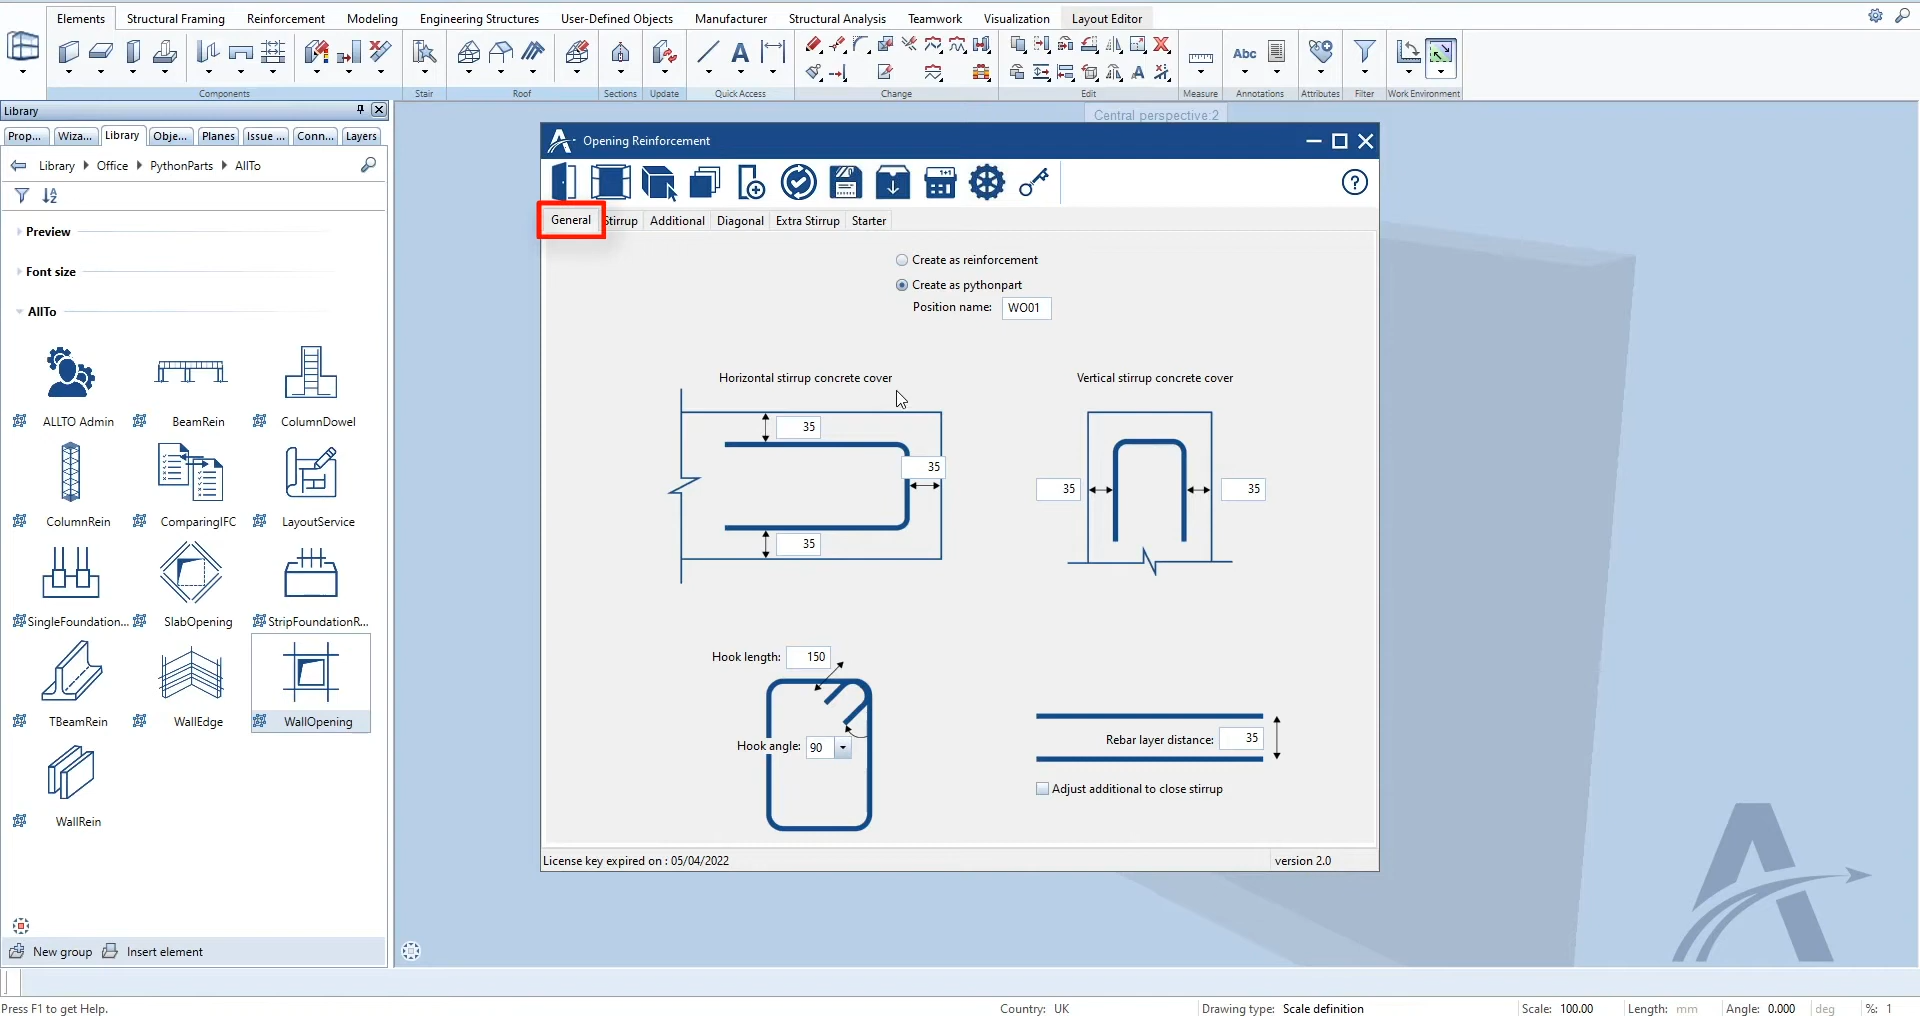 Elements Structural Framing Reinforcement Modeling Engineering Structures User-Defined Objects Manufacturer Structural Analysis Teamwork Visualization Layout Editor
A Abc
Components Stair Roof Sections Update Quick Access Change Edit Measure Annotations Attributes Filter Work Environment
Library
Prop... Wiza... Library Obje... Planes Issue ... Conn... Layers
Library Office PythonParts AllTo
Preview
Font size
AllTo
ALLTO Admin BeamRein ColumnDowel
ColumnRein ComparingIFC LayoutService
SingleFoundation... SlabOpening StripFoundationR...
TBeamRein WallEdge WallOpening
WallRein
New group Insert element
Central perspective:2
Opening Reinforcement
General Stirrup Additional Diagonal Extra Stirrup Starter
Create as reinforcement
Create as pythonpart
Position name: WO01
Horizontal stirrup concrete cover Vertical stirrup concrete cover
35
35
35 35
35
Hook length: 150
Hook angle: 90
Rebar layer distance: 35
Adjust additional to close stirrup
License key expired on : 05/04/2022 version 2.0
Press F1 to get Help. Country: UK Drawing type: Scale definition Scale: 100.00 Length: mm Angle: 0.000 deg %: 1